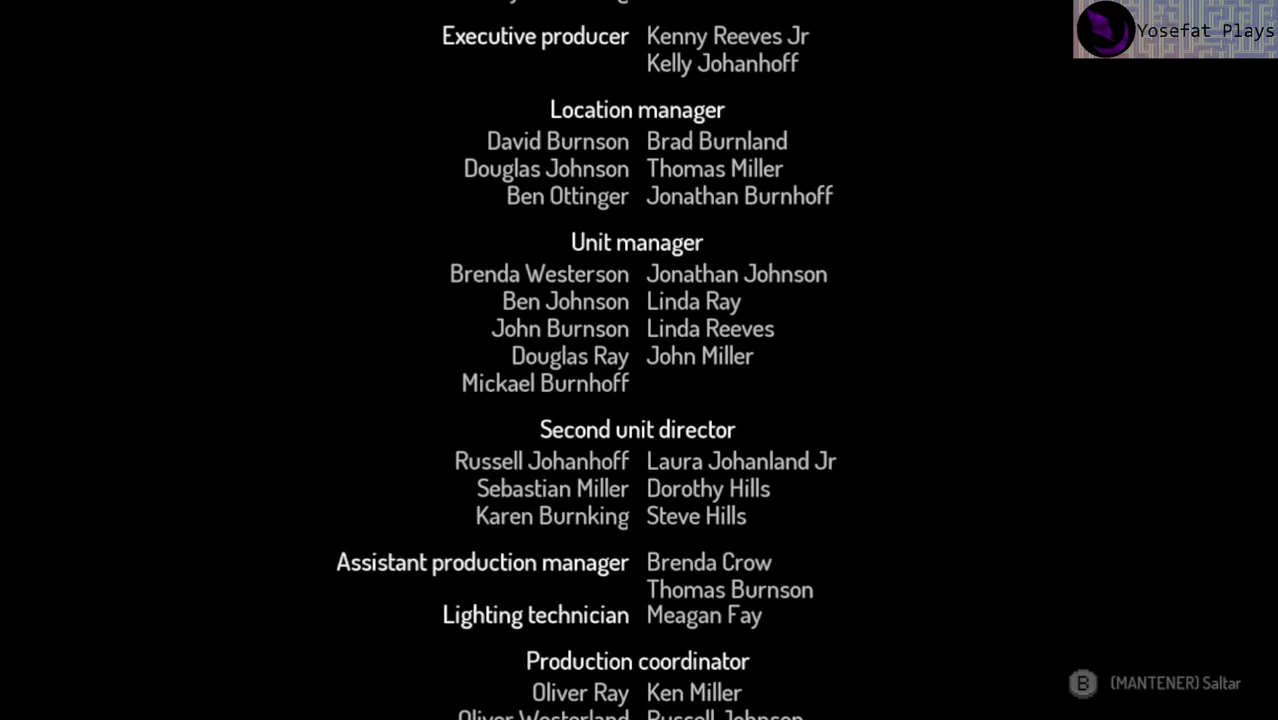 Executive producer Kenny Reeves Jr
Kelly Johanhoff
Location manager
David Burnson Brad Burnland
Douglas Johnson Thomas Miller
Ben Ottinger Jonathan Burnhoff
Unit manager
Brenda Westerson Jonathan Johnson
Ben Johnson Linda Ray
John Burnson Linda Reeves
Douglas Ray John Miller
Mickael Burnhoff
Second unit director
Russell Johanhoff Laura Johanland Jr
Sebastian Miller Dorothy Hills
Karen Burnking Steve Hills
Assistant production manager Brenda Crow
Thomas Burnson
Lighting technician Meagan Fay
Production coordinator
Oliver Ray Ken Miller
Oliver Westerland Russell Johnson
Yosefat Plays
B (MANTENER) Saltar